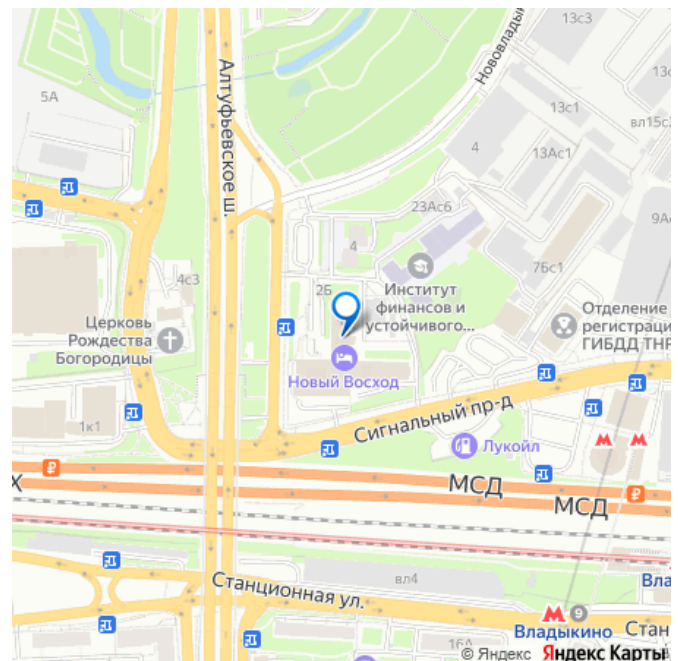 13с3
Нововладык
13с
5А
Алтуфьевское ш.
13с1
вл15с
4
13Ас1
23Ас6
9А
4
7Бс1
4с3
2Б
Институт
финансов и
устойчивого...
Отделение
регистраци
ГИБДД ТНР
Церковь
Рождества
Богородицы
Новый Восход
Сигнальный пр-д
1к1
Лукойл
Х
МСД
МСД
вл4
Вла
Станционная ул.
9
Владыкино
Стан
16А
© Яндекс Яндекс Карты